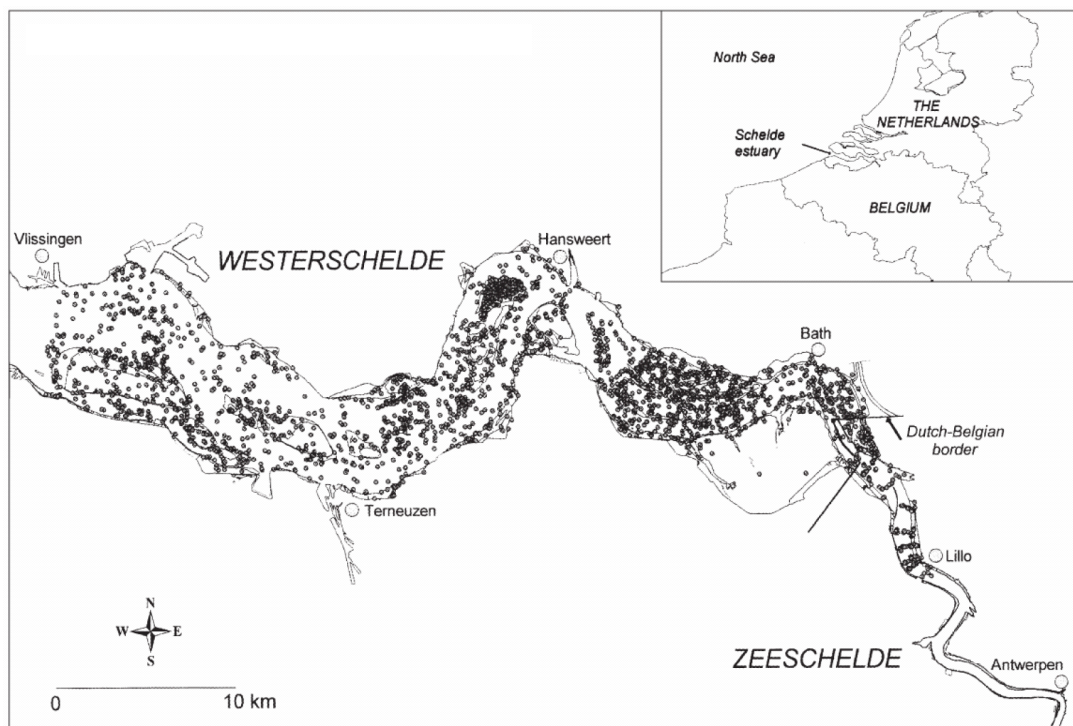 North Sea
THE
NETHERLANDS
Schelde
estuary
BELGIUM
Vlissingen
WESTERSCHELDE
Hansweert
Bath
Dutch-Belgian
border
Terneuzen
Lillo
N
W E
S
ZEESCHELDE
Antwerpen
0 10 km